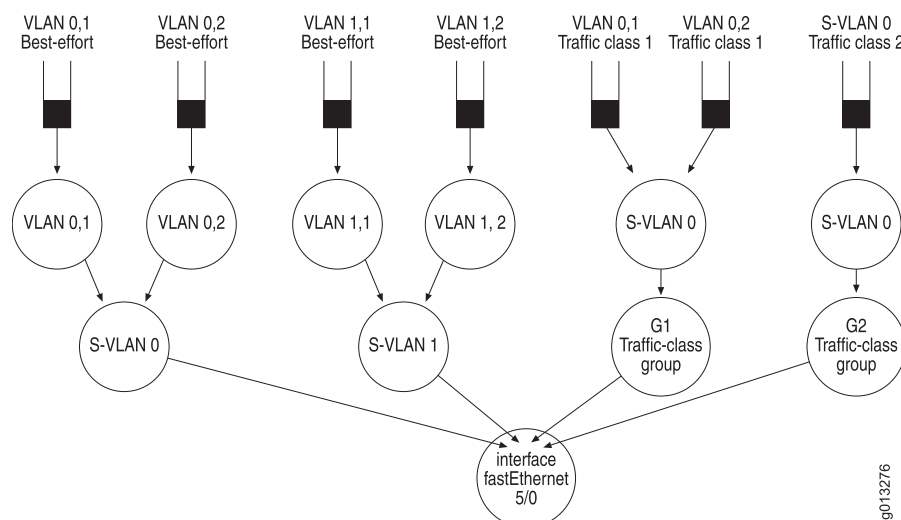 VLAN 0,1
Best-effort
VLAN 0,2
Best-effort
VLAN 1,1
Best-effort
VLAN 1,2
Best-effort
VLAN 0,1
Traffic class 1
VLAN 0,2
Traffic class 1
S-VLAN 0
Traffic class 2
VLAN 0,1
VLAN 0,2
VLAN 1,1
VLAN 1, 2
S-VLAN 0
S-VLAN 0
S-VLAN 0
S-VLAN 1
G1
Traffic-class
group
G2
Traffic-class
group
interface
fastEthernet
5/0
g013276